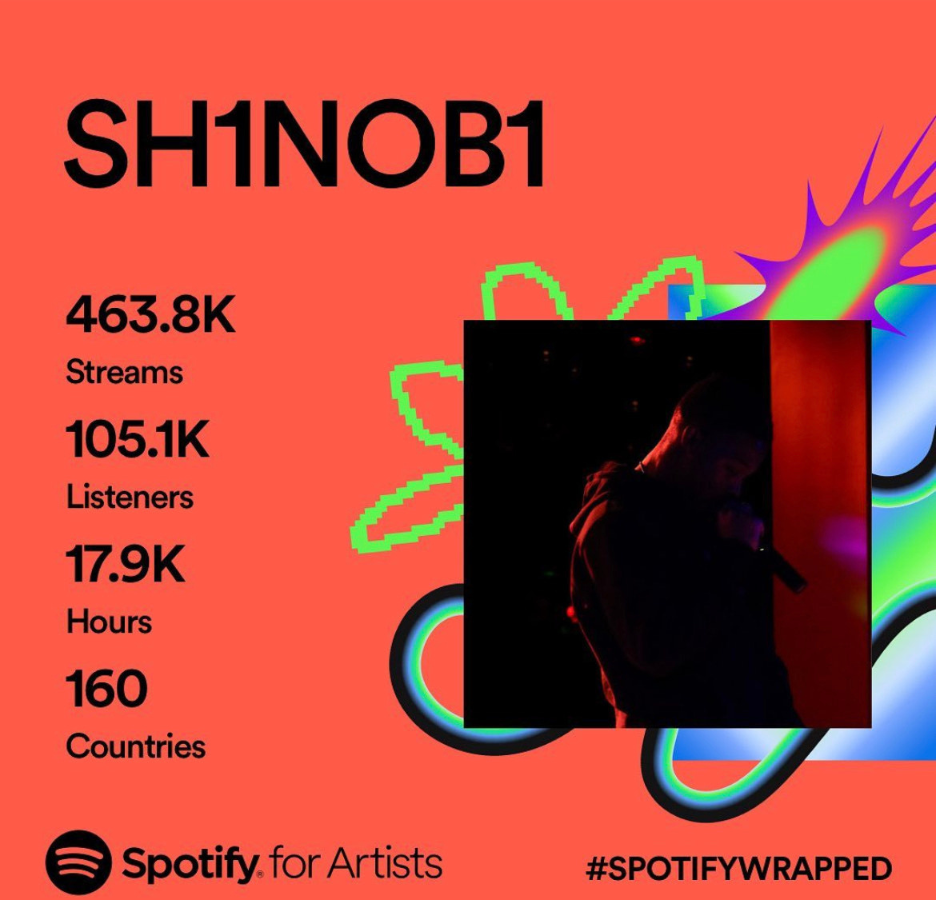 SH1NOB1
463.8K
Streams
105.1K
Listeners
17.9K
Hours
160
Countries
Spotify® for Artists
#SPOTIFYWRAPPED